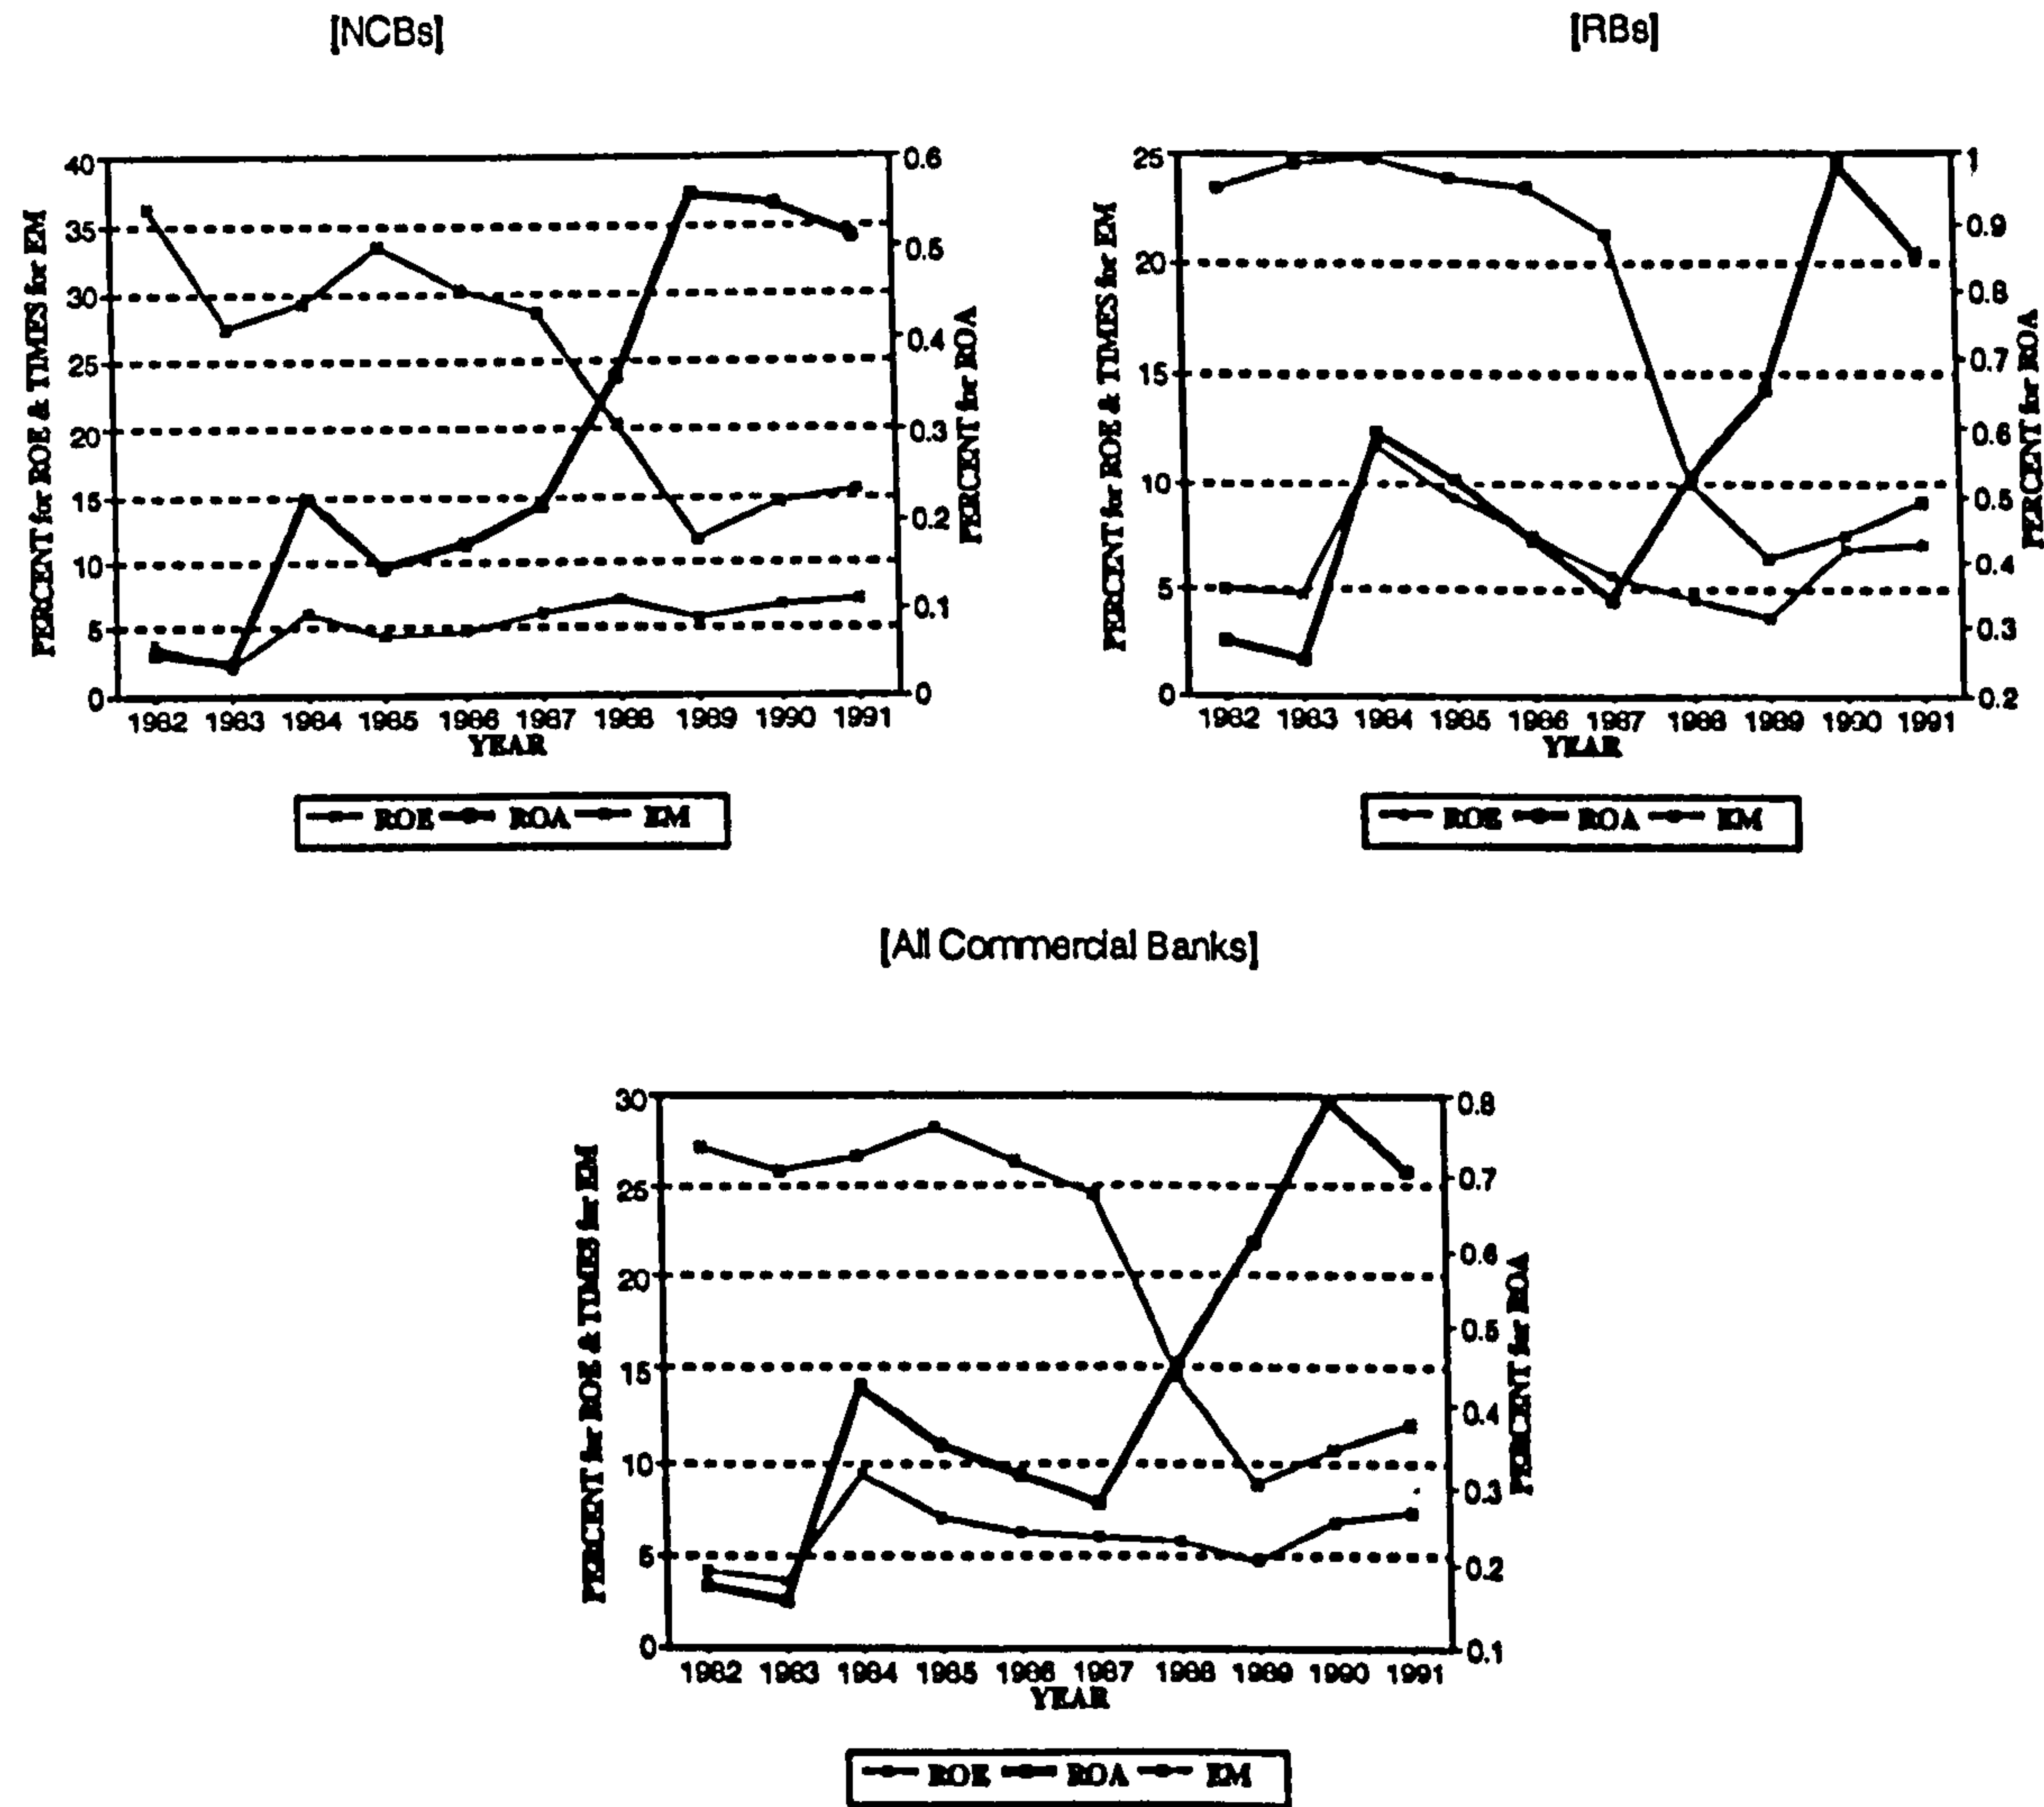 [NCBs]
40
35
30
25
20
15
10
5
0
PERCENT for ROE & TIMES for EM
0.6
0.5
0.4
0.3
0.2
0.1
0
PERCENT for ROA
1982 1983 1984 1985 1986 1987 1988 1989 1990 1991
YEAR
ROE ROA EM
[RBs]
25
20
15
10
5
0
PERCENT for ROE & TIMES for EM
1
0.9
0.8
0.7
0.6
0.5
0.4
0.3
0.2
PERCENT for ROA
1982 1983 1984 1985 1986 1987 1988 1989 1990 1991
YEAR
ROE ROA EM
[All Commercial Banks]
30
25
20
15
10
5
0
PERCENT for ROE & TIMES for EM
0.8
0.7
0.6
0.5
0.4
0.3
0.2
0.1
PERCENT for ROA
1982 1983 1984 1985 1986 1987 1988 1989 1990 1991
YEAR
ROE ROA EM